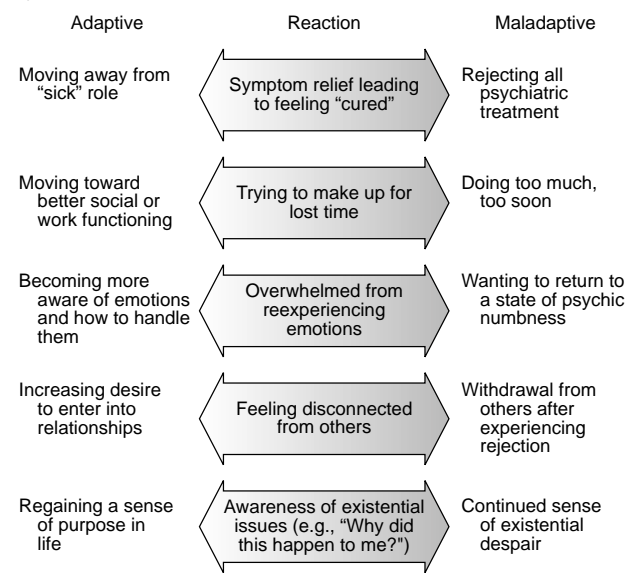 Adaptive
Reaction
Maladaptive
Moving away from
“sick” role
Symptom relief leading
to feeling “cured”
Rejecting all
psychiatric
treatment
Moving toward
better social or
work functioning
Trying to make up for
lost time
Doing too much,
too soon
Becoming more
aware of emotions
and how to handle
them
Overwhelmed from
reexperiencing
emotions
Wanting to return to
a state of psychic
numbness
Increasing desire
to enter into
relationships
Feeling disconnected
from others
Withdrawal from
others after
experiencing
rejection
Regaining a sense
of purpose in
life
Awareness of existential
issues (e.g., “Why did
this happen to me?")
Continued sense
of existential
despair